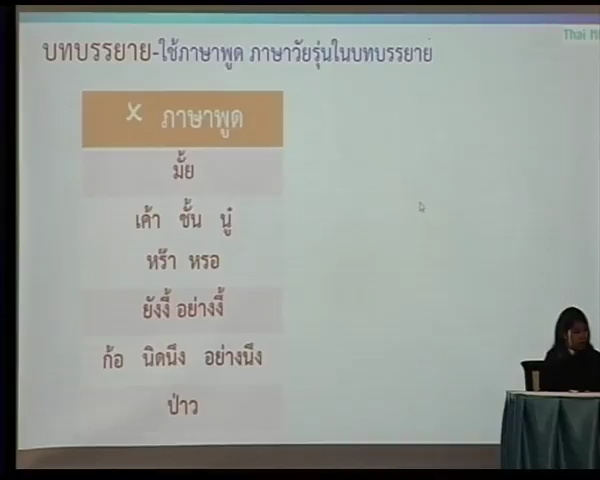 Thai
บทบรรยาย-ใช้ภาษาพูด ภาษาวัยรุ่นในบทบรรยาย
x ภาษาพูด
มั้ย
เค้า ชั้น นู๋
หร๊า หรอ
ยังงี้ อย่างงี้
ก้อ นิดนึง อย่างนึง
ป่าว